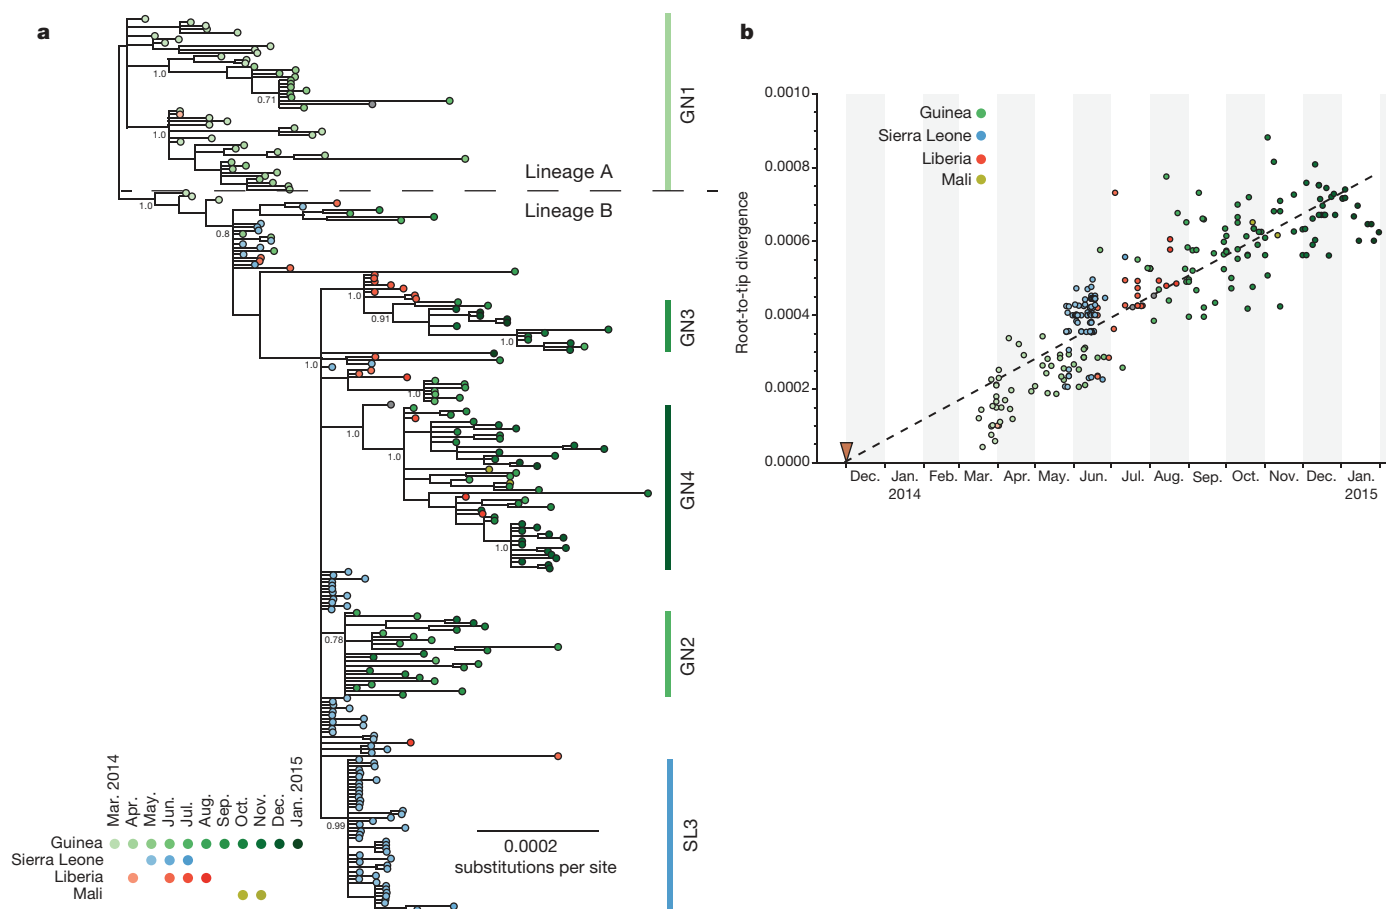 a
1.0
0.71
1.0
GN1
Lineage A
Lineage B
1.0
0.8
1.0
0.91
1.0
GN3
1.0
1.0
1.0
1.0
GN4
1.0
0.78
GN2
0.99
SL3
0.0002
substitutions per site
Mar. 2014
Apr.
May.
Jun.
Jul.
Aug.
Sep.
Oct.
Nov.
Dec.
Jan. 2015
Guinea
Sierra Leone
Liberia
Mali
b
Root-to-tip divergence
0.0010
0.0008
0.0006
0.0004
0.0002
0.0000
Guinea
Sierra Leone
Liberia
Mali
Dec. Jan. Feb. Mar. Apr. May. Jun. Jul. Aug. Sep. Oct. Nov. Dec. Jan.
2014 2015